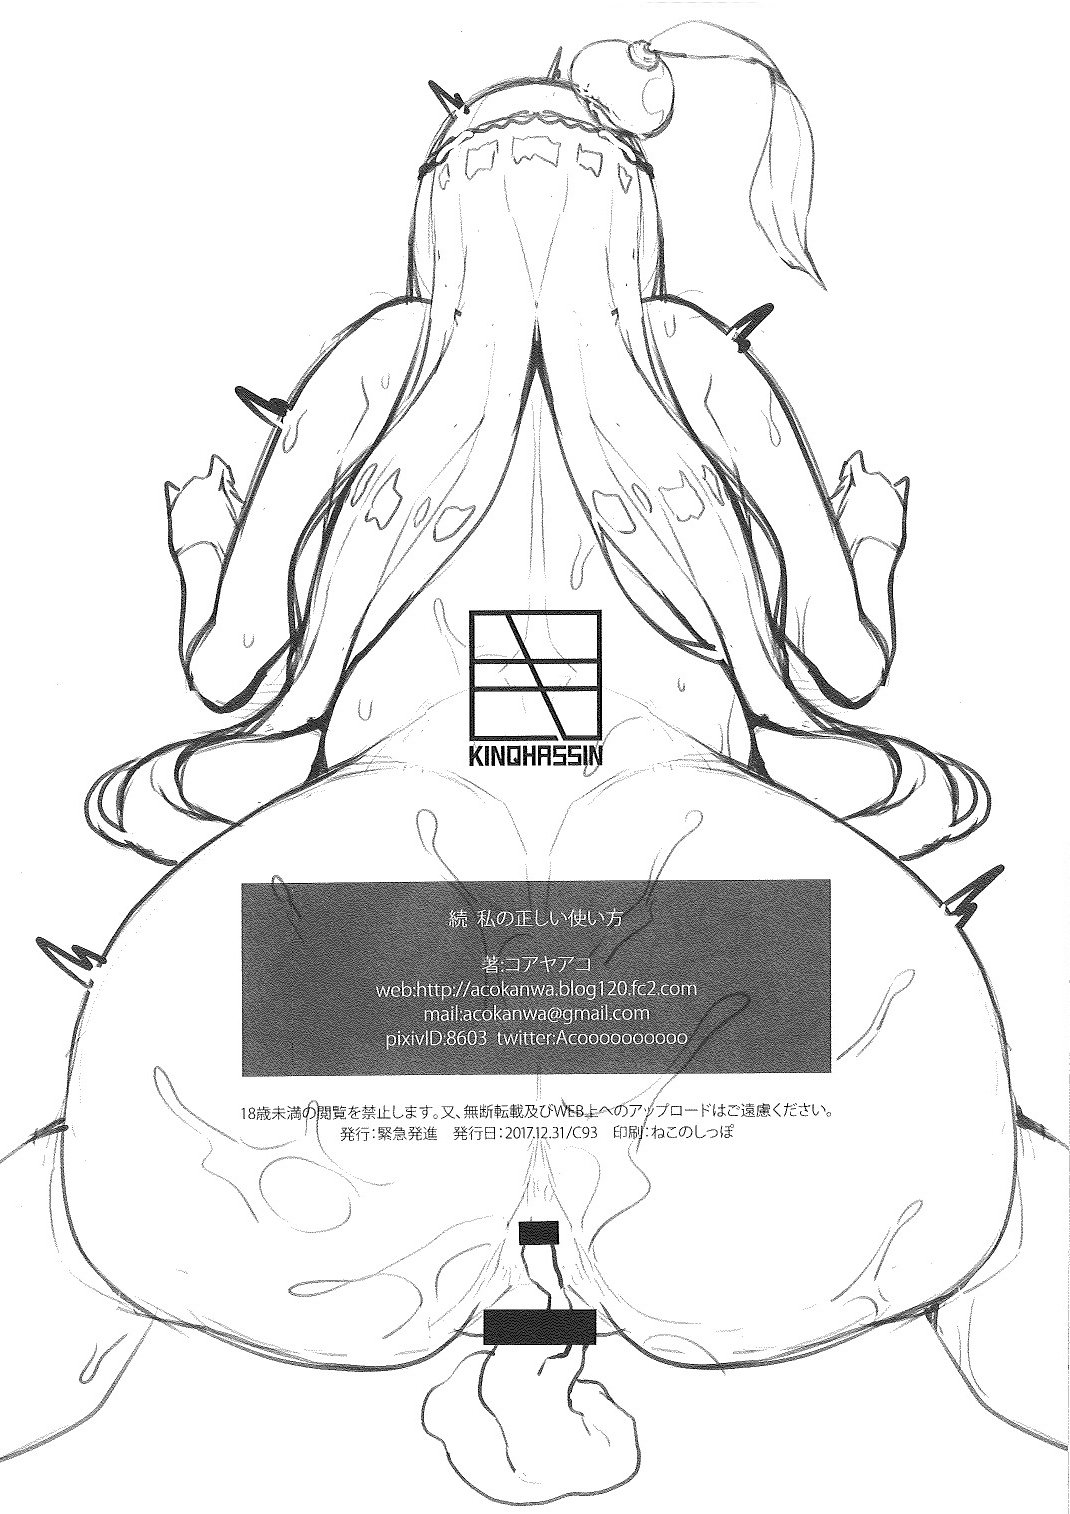 KINQHASSIN
続 私の正しい使い方
著:コアヤアコ
web:http://acokanwa.blog120.fc2.com
mail:acokanwa@gmail.com
pixivID:8603 twitter:Acoooooooooo
18歳未満の閲覧を禁止します。又、無断転載及びWEB上へのアップロードはご遠慮ください。
発行:緊急発進 発行日:2017.12.31/C93 印刷:ねこのしっぽ